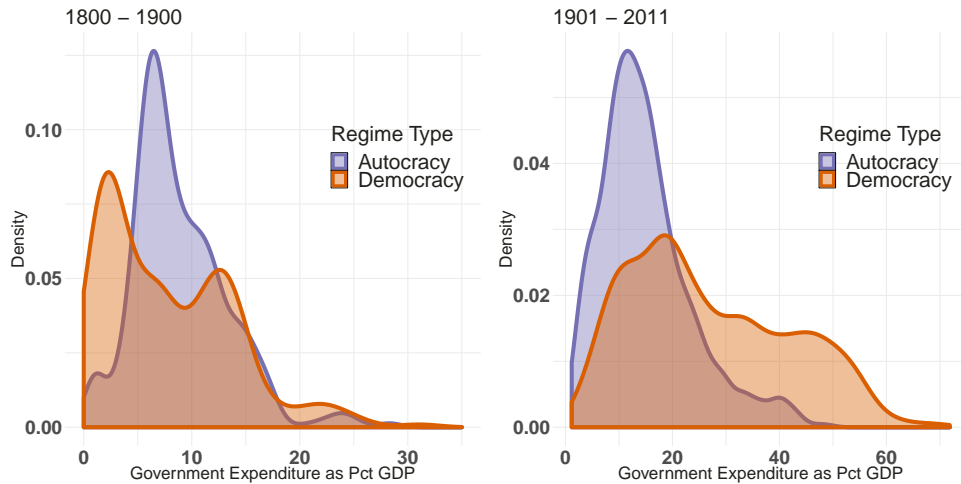 1800 – 1900
Density
0.10
0.05
0.00
Regime Type
Autocracy
Democracy
0 10 20 30
Government Expenditure as Pct GDP
1901 – 2011
Density
0.04
0.02
0.00
Regime Type
Autocracy
Democracy
0 20 40 60
Government Expenditure as Pct GDP